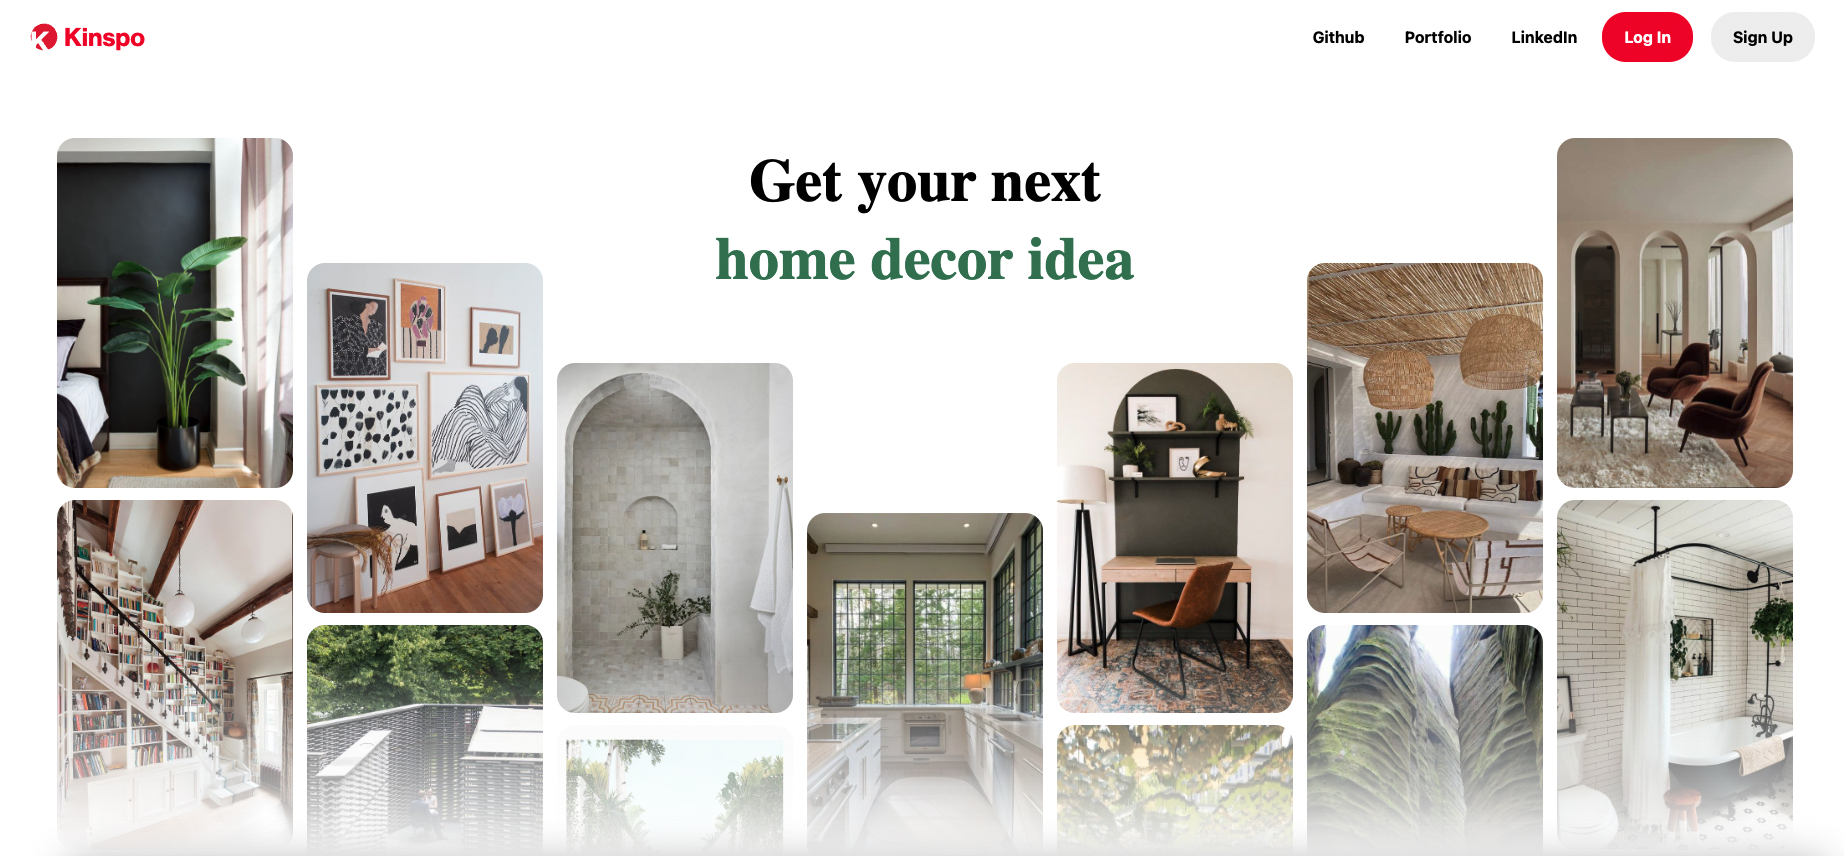 Kinspo
Github
Portfolio
LinkedIn
Log In
Sign Up
Get your next
home decor idea